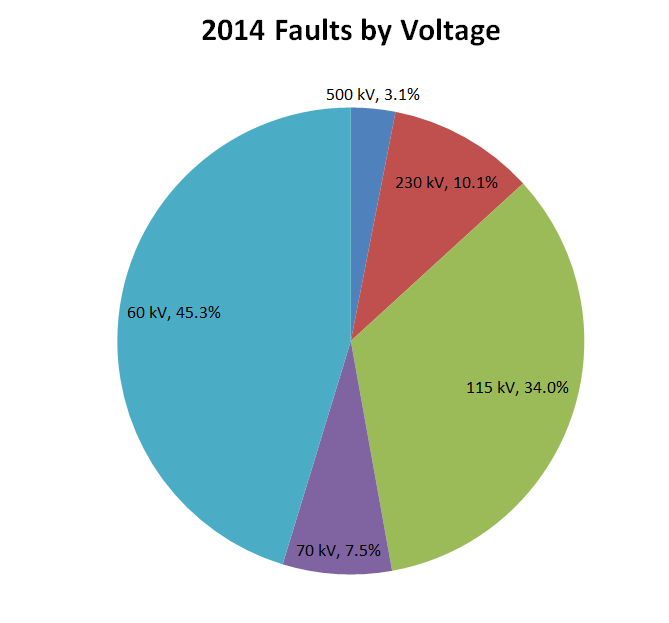 2014 Faults by Voltage
500 kV, 3.1%
230 kV, 10.1%
60 kV, 45.3%
115 kV, 34.0%
70 kV, 7.5%